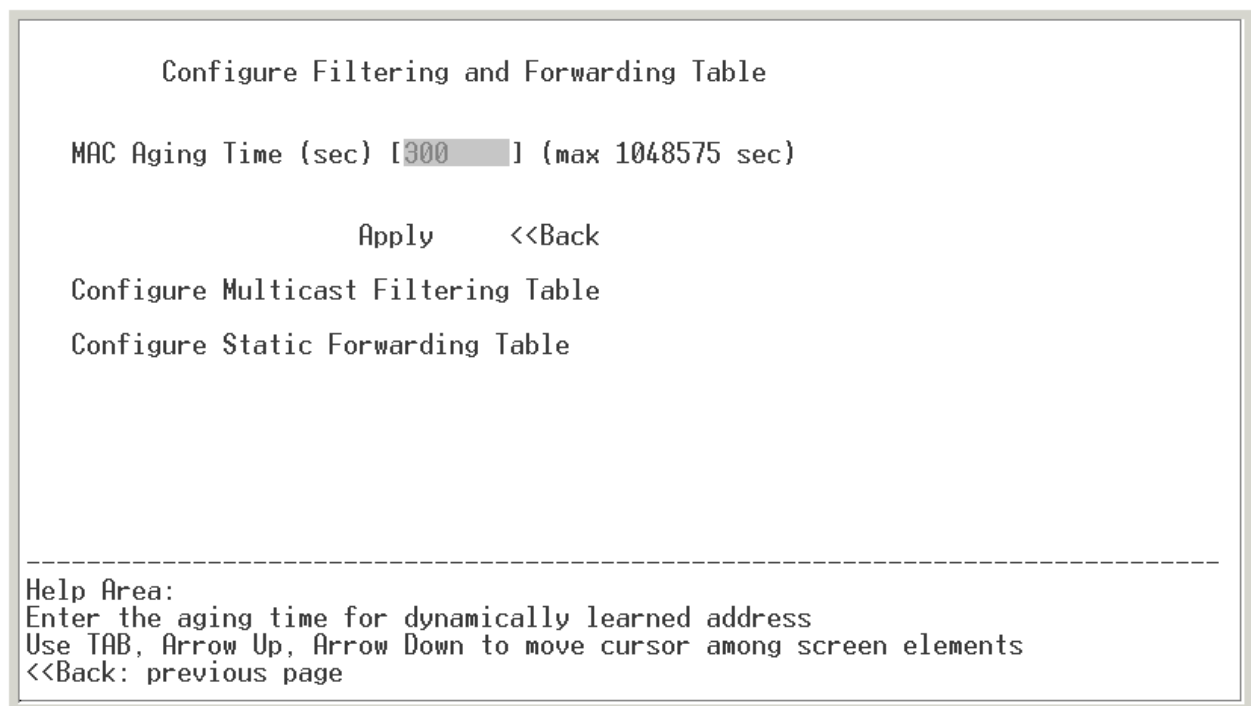 Configure Filtering and Forwarding Table
MAC Aging Time (sec) [300 ] (max 1048575 sec)
Apply <<Back
Configure Multicast Filtering Table
Configure Static Forwarding Table
--------------------------------------------------------------------------------
Help Area:
Enter the aging time for dynamically learned address
Use TAB, Arrow Up, Arrow Down to move cursor among screen elements
<<Back: previous page